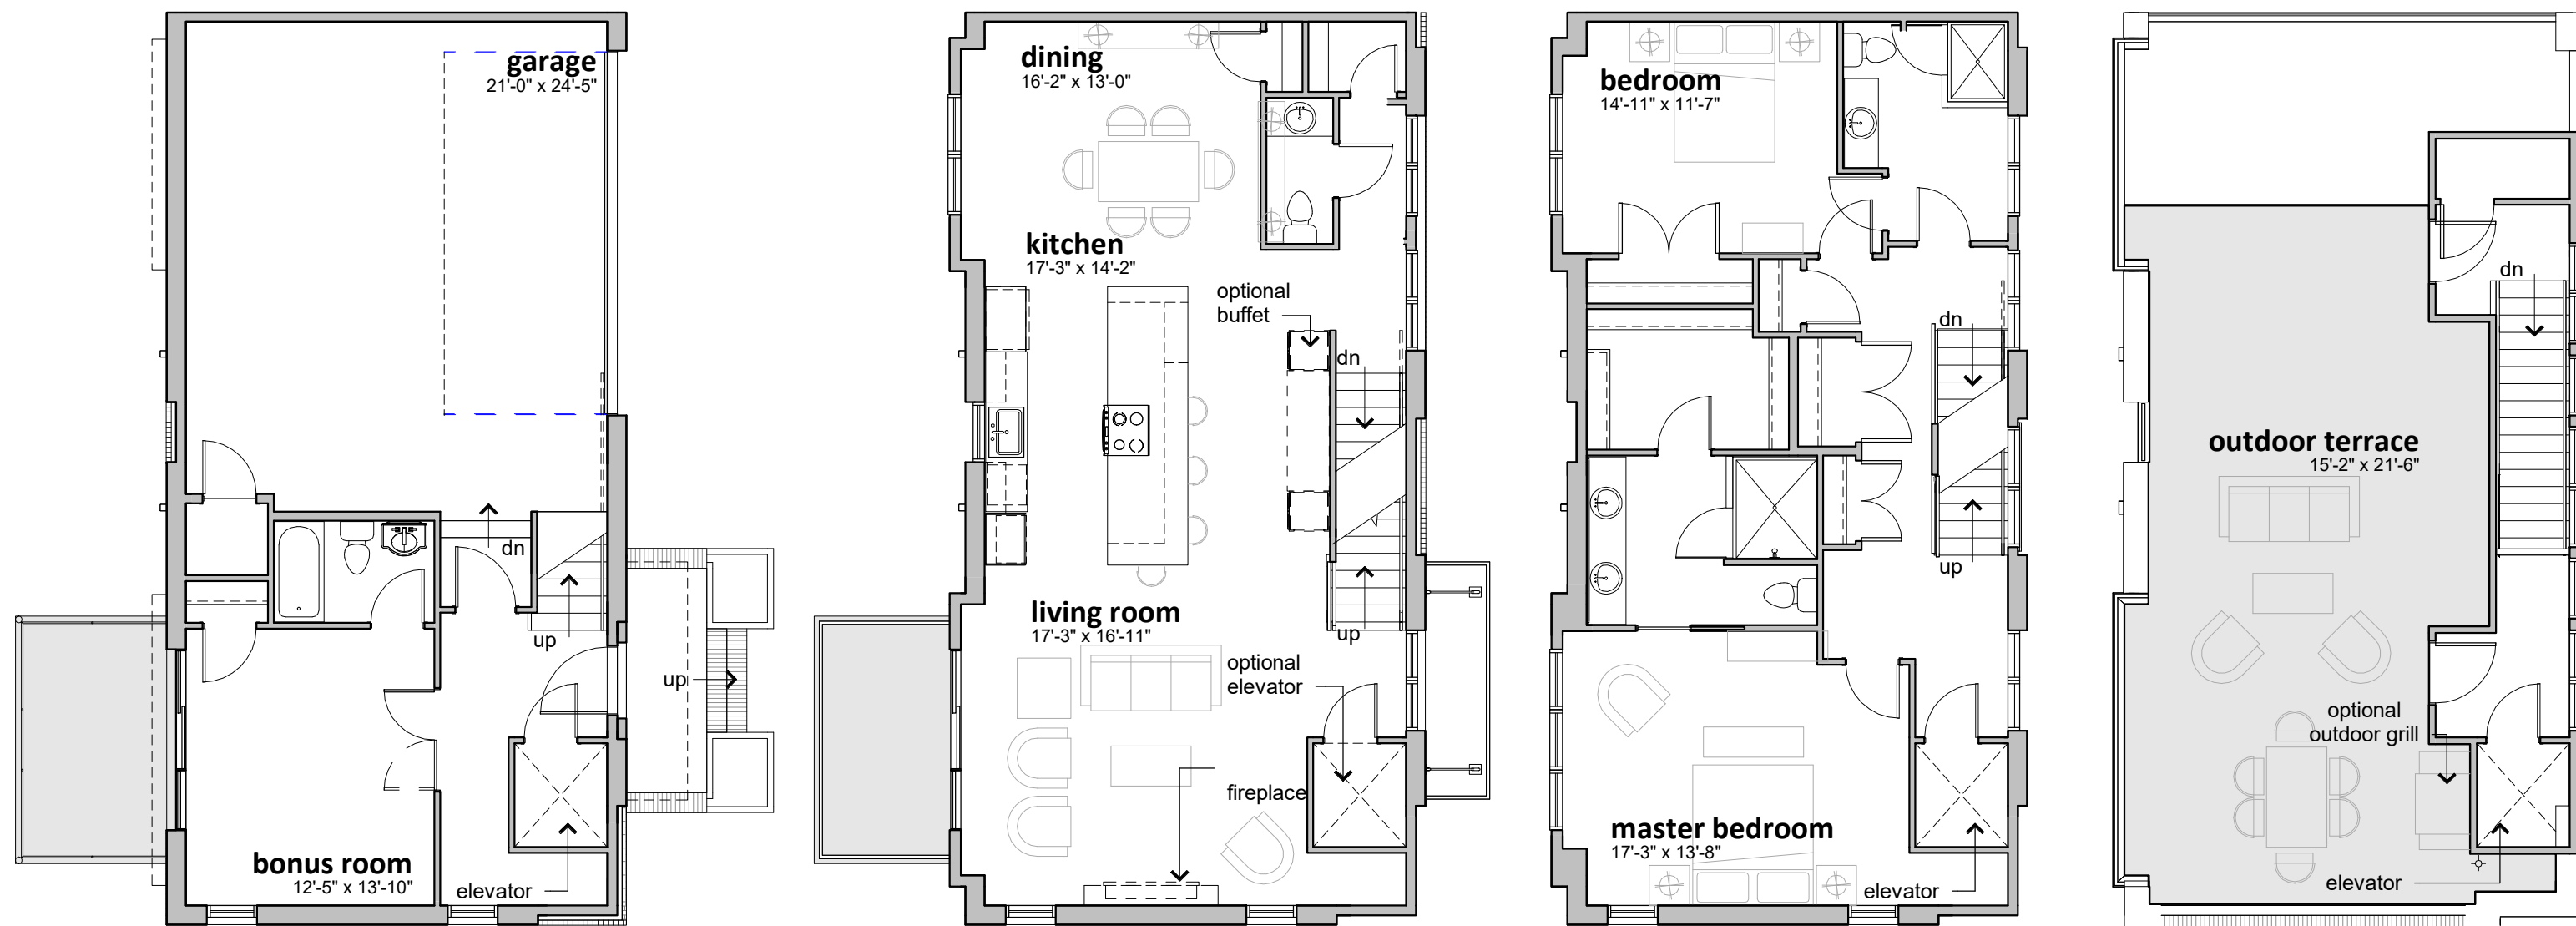 garage
21'-0" x 24'-5"
dn
up
up
bonus room
12'-5" x 13'-10"
elevator
dining
16'-2" x 13'-0"
kitchen
17'-3" x 14'-2"
optional
buffet
dn
living room
17'-3" x 16'-11"
up
optional
elevator
fireplace
bedroom
14'-11" x 11'-7"
dn
up
master bedroom
17'-3" x 13'-8"
elevator
dn
outdoor terrace
15'-2" x 21'-6"
optional
outdoor grill
elevator